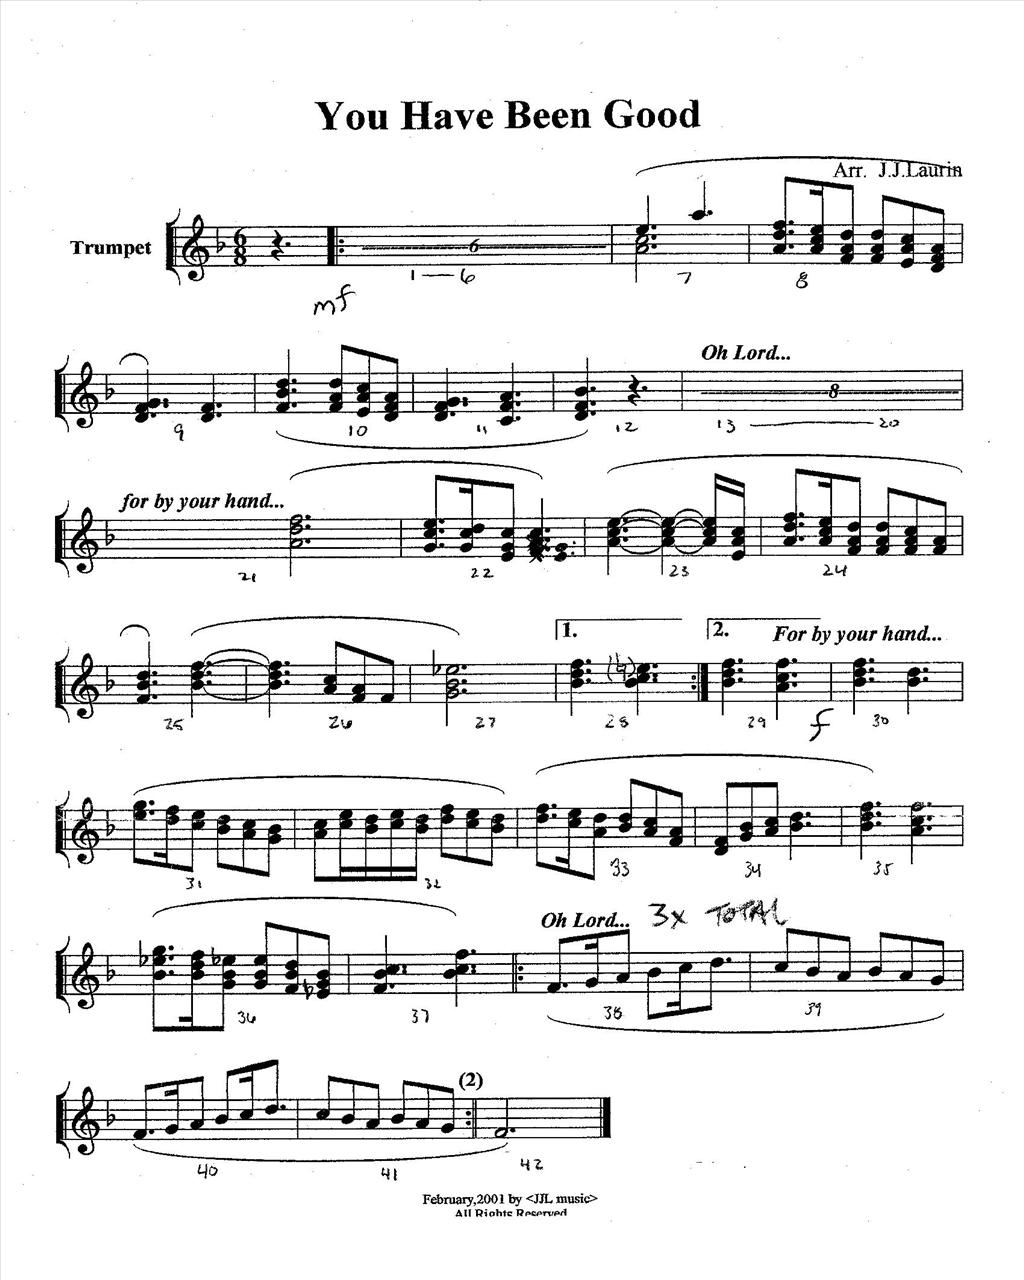 You Have Been Good
Arr. J.J.Laurin
Trumpet
6
8
6
1 — 6
7
8
mf
Oh Lord...
8
9
10
11
12
13 — 20
for by your hand...
21
22
23
24
1.
2.
For by your hand...
25
26
27
28
29
f
30
31
32
33
34
35
Oh Lord...
3x TOTAL
36
37
38
39
(2)
40
41
42
February,2001 by <JJL music>
All Rights Reserved